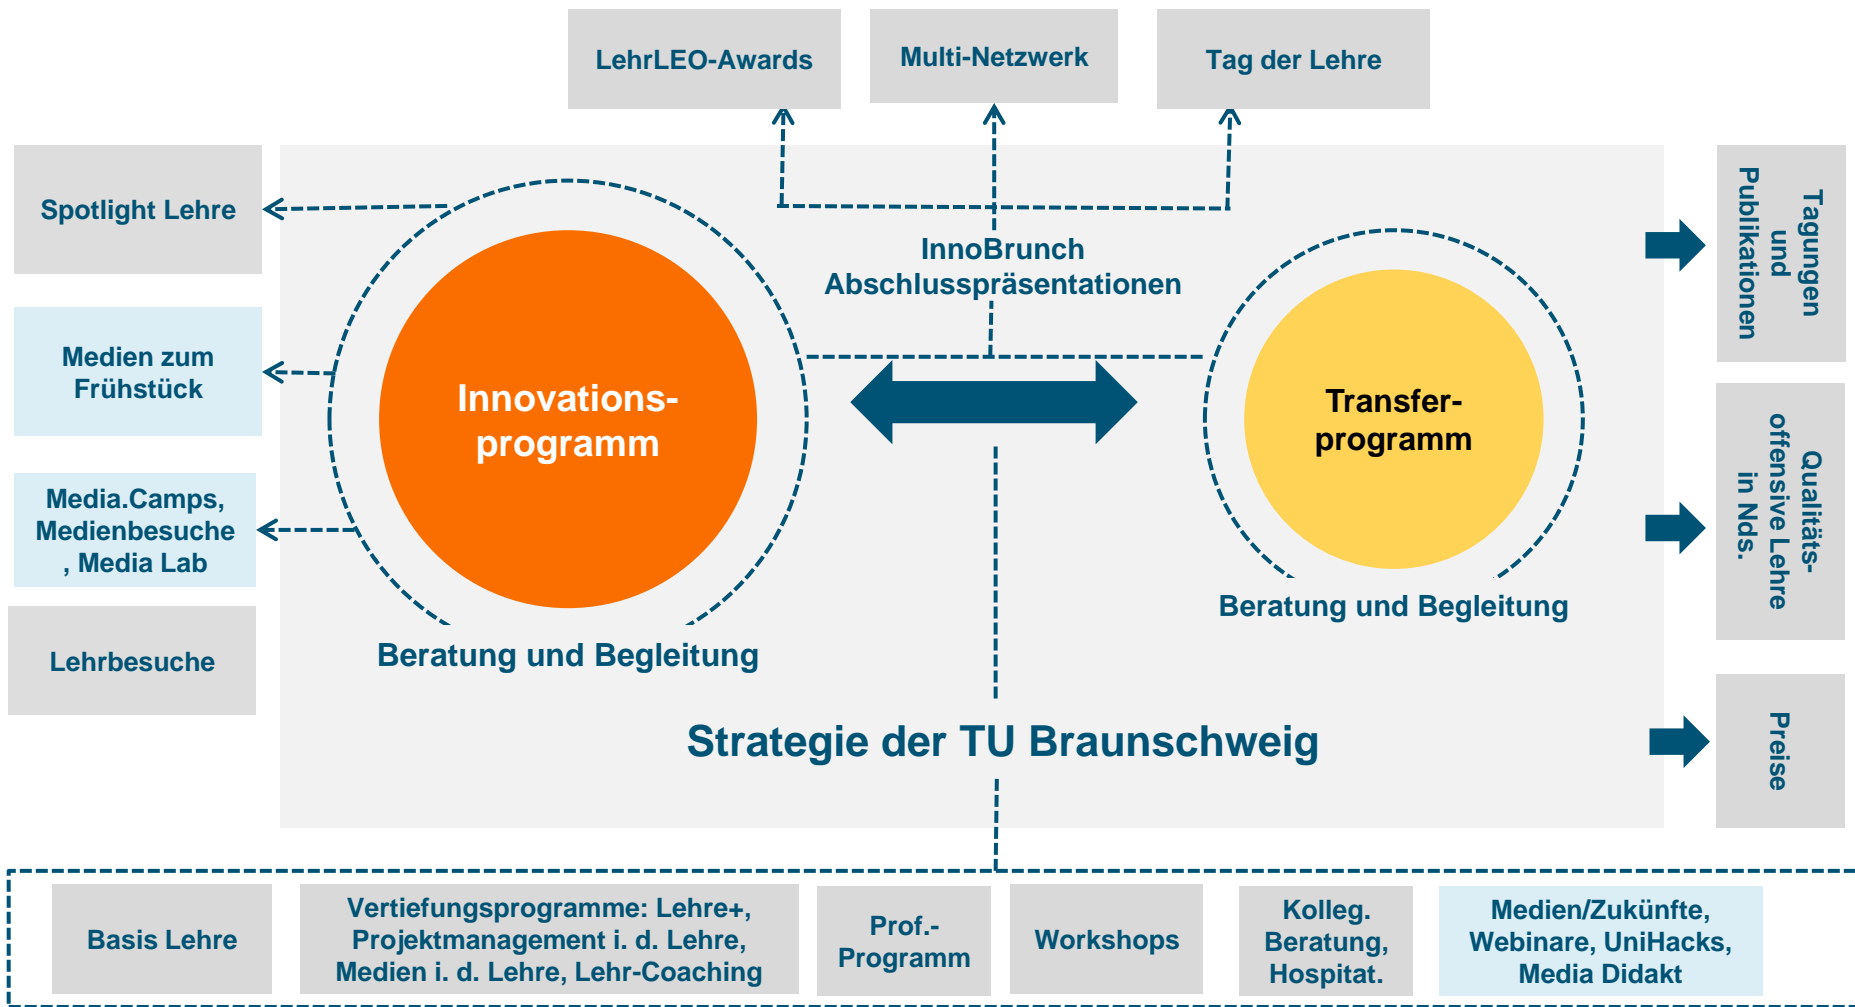 LehrLEO-Awards
Multi-Netzwerk
Tag der Lehre
Spotlight Lehre
Medien zum
Frühstück
Media.Camps,
Medienbesuche
, Media Lab
Lehrbesuche
InnoBrunch
Abschlusspräsentationen
Innovations-
programm
Beratung und Begleitung
Transfer-
programm
Beratung und Begleitung
Strategie der TU Braunschweig
Tagungen
und
Publikationen
Qualitäts-
offensive Lehre
in Nds.
Preise
Basis Lehre
Vertiefungsprogramme: Lehre+,
Projektmanagement i. d. Lehre,
Medien i. d. Lehre, Lehr-Coaching
Prof.-
Programm
Workshops
Kolleg.
Beratung,
Hospitat.
Medien/Zukünfte,
Webinare, UniHacks,
Media Didakt